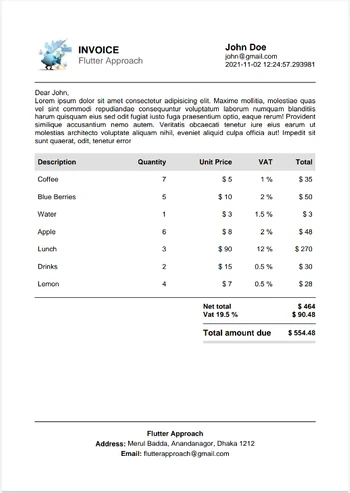 INVOICE
Flutter Approach
John Doe
john@gmail.com
2021-11-02 12:24:57.293981
Dear John,
Lorem ipsum dolor sit amet consectetur adipisicing elit. Maxime mollitia, molestiae quas
vel sint commodi repudiandae consequuntur voluptatum laborum numquam blanditiis
harum quisquam eius sed odit fugiat iusto fuga praesentium optio, eaque rerum! Provident
similique accusantium nemo autem. Veritatis obcaecati tenetur iure eius earum ut
molestias architecto voluptate aliquam nihil, eveniet aliquid culpa officia aut! Impedit sit
sunt quaerat, odit, tenetur error
Description Quantity Unit Price VAT Total
Coffee 7 $ 5 1 % $ 35
Blue Berries 5 $ 10 2 % $ 50
Water 1 $ 3 1.5 % $ 3
Apple 6 $ 8 2 % $ 48
Lunch 3 $ 90 12 % $ 270
Drinks 2 $ 15 0.5 % $ 30
Lemon 4 $ 7 0.5 % $ 28
Net total $ 464
Vat 19.5 % $ 90.48
Total amount due $ 554.48
Flutter Approach
Address: Merul Badda, Anandanagor, Dhaka 1212
Email: flutterapproach@gmail.com